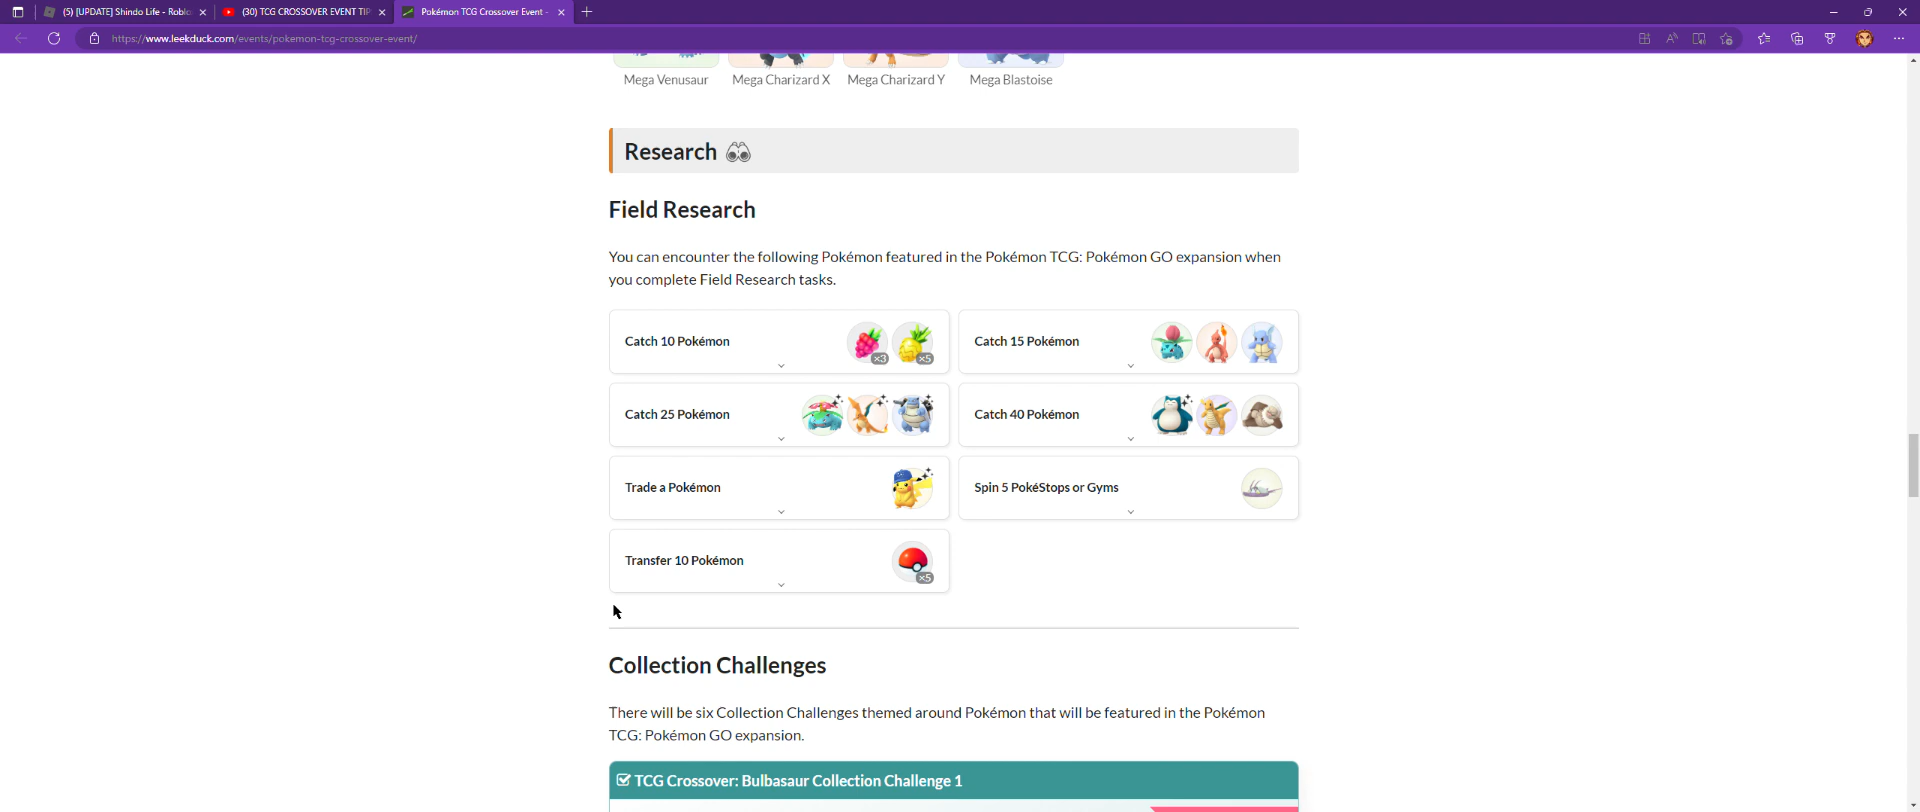 (5) [UPDATE] Shindo Life - Roblo
(30) TCG CROSSOVER EVENT TIP
Pokémon TCG Crossover Event -
https://www.leekduck.com/events/pokemon-tcg-crossover-event/
Mega Venusaur
Mega Charizard X
Mega Charizard Y
Mega Blastoise
Research
Field Research
You can encounter the following Pokémon featured in the Pokémon TCG: Pokémon GO expansion when
you complete Field Research tasks.
Catch 10 Pokémon
×3
×5
Catch 15 Pokémon
Catch 25 Pokémon
Catch 40 Pokémon
Trade a Pokémon
Spin 5 PokéStops or Gyms
Transfer 10 Pokémon
×5
Collection Challenges
There will be six Collection Challenges themed around Pokémon that will be featured in the Pokémon
TCG: Pokémon GO expansion.
TCG Crossover: Bulbasaur Collection Challenge 1